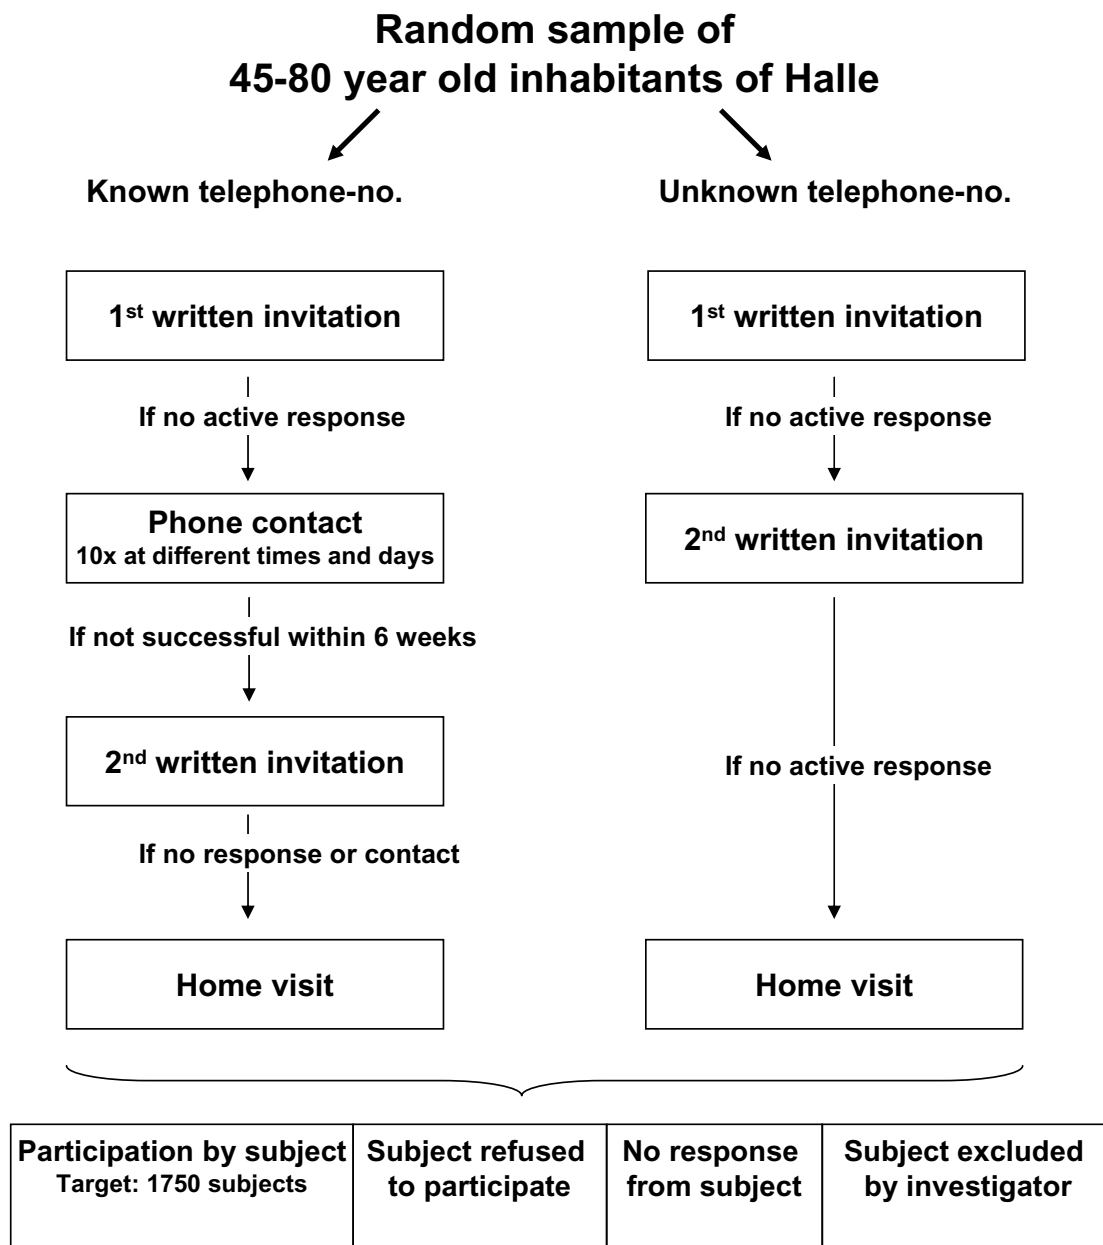 Random sample of
45-80 year old inhabitants of Halle
Known telephone-no.
Unknown telephone-no.
1st written invitation
1st written invitation
If no active response
If no active response
Phone contact
10x at different times and days
2nd written invitation
If not successful within 6 weeks
2nd written invitation
If no active response
If no response or contact
Home visit
Home visit
Participation by subject
Target: 1750 subjects
Subject refused
to participate
No response
from subject
Subject excluded
by investigator